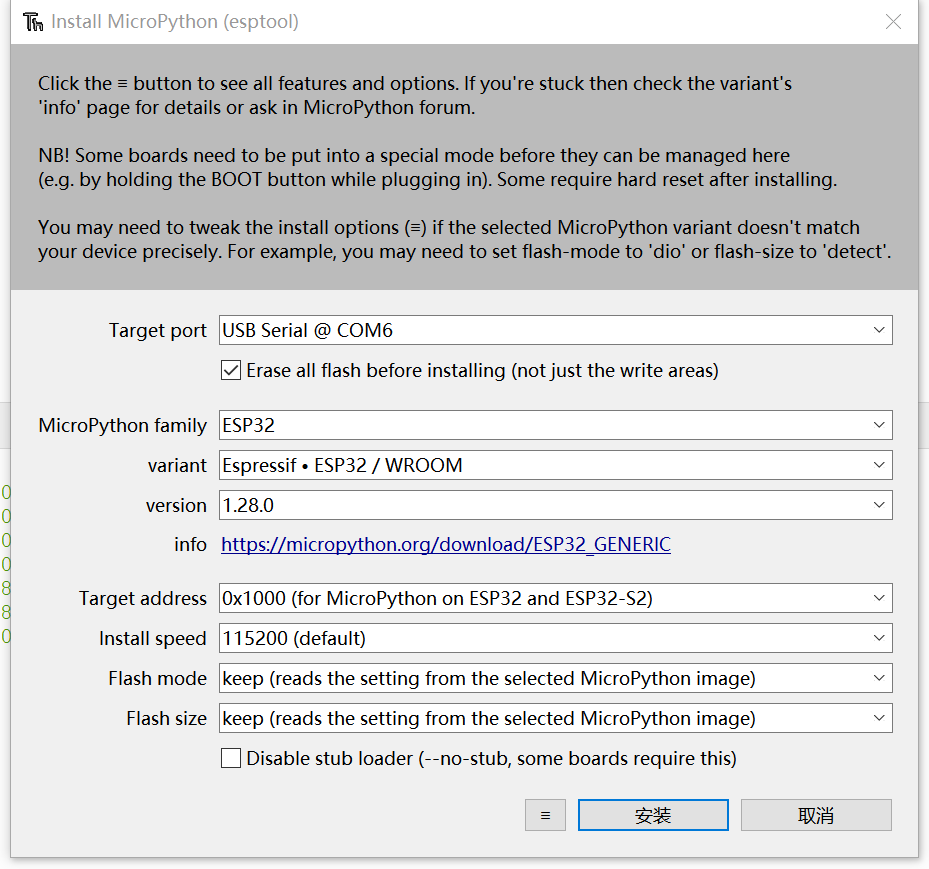 Install MicroPython (esptool)
Click the ≡ button to see all features and options. If you're stuck then check the variant's
'info' page for details or ask in MicroPython forum.
NB! Some boards need to be put into a special mode before they can be managed here
(e.g. by holding the BOOT button while plugging in). Some require hard reset after installing.
You may need to tweak the install options (≡) if the selected MicroPython variant doesn't match
your device precisely. For example, you may need to set flash-mode to 'dio' or flash-size to 'detect'.
Target port USB Serial @ COM6
Erase all flash before installing (not just the write areas)
MicroPython family ESP32
variant Espressif • ESP32 / WROOM
version 1.28.0
info https://micropython.org/download/ESP32_GENERIC
Target address 0x1000 (for MicroPython on ESP32 and ESP32-S2)
Install speed 115200 (default)
Flash mode keep (reads the setting from the selected MicroPython image)
Flash size keep (reads the setting from the selected MicroPython image)
Disable stub loader (--no-stub, some boards require this)
≡ 安装 取消
0
0
0
0
8
8
0